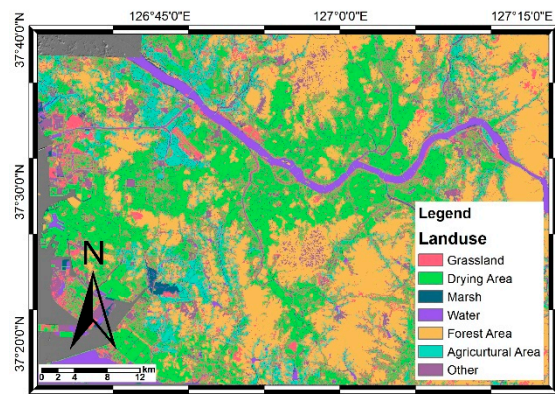 126°45'0"E 127°0'0"E 127°15'0"E
37°40'0"N
37°30'0"N
37°20'0"N
N
0 2 4 8 12
km
Legend
Landuse
Grassland
Drying Area
Marsh
Water
Forest Area
Agricurtural Area
Other